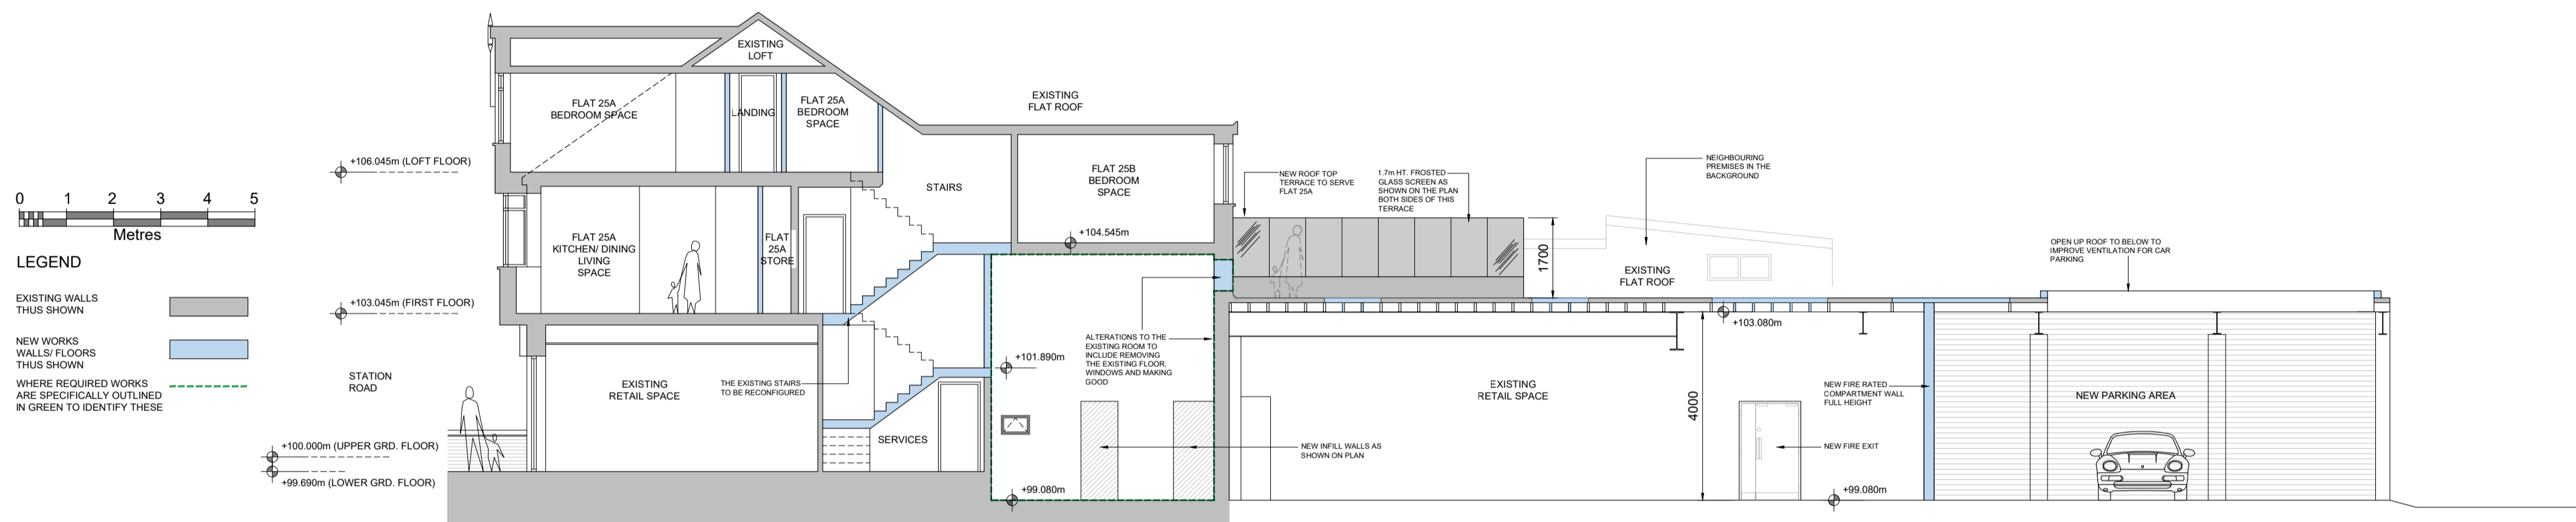 EXISTING
LOFT
FLAT 25A
BEDROOM SPACE
LANDING
FLAT 25A
BEDROOM
SPACE
EXISTING
FLAT ROOF
+106.045m (LOFT FLOOR)
STAIRS
FLAT 25B
BEDROOM
SPACE
NEW ROOF TOP
TERRACE TO SERVE
FLAT 25A
1.7m HT. FROSTED
GLASS SCREEN AS
SHOWN ON THE PLAN
BOTH SIDES OF THIS
TERRACE
NEIGHBOURING
PREMISES IN THE
BACKGROUND
0 1 2 3 4 5
Metres
FLAT 25A
KITCHEN/ DINING
LIVING
SPACE
FLAT
25A
STORE
+104.545m
1700
EXISTING
FLAT ROOF
OPEN UP ROOF TO BELOW TO
IMPROVE VENTILATION FOR CAR
PARKING
LEGEND
EXISTING WALLS
THUS SHOWN
NEW WORKS
WALLS/ FLOORS
THUS SHOWN
WHERE REQUIRED WORKS
ARE SPECIFICALLY OUTLINED
IN GREEN TO IDENTIFY THESE
+103.045m (FIRST FLOOR)
+103.080m
ALTERATIONS TO THE
EXISTING ROOM TO
INCLUDE REMOVING
THE EXISTING FLOOR,
WINDOWS AND MAKING
GOOD
+101.890m
STATION
ROAD
EXISTING
RETAIL SPACE
THE EXISTING STAIRS
TO BE RECONFIGURED
EXISTING
RETAIL SPACE
4000
NEW FIRE RATED
COMPARTMENT WALL
FULL HEIGHT
NEW PARKING AREA
SERVICES
NEW INFILL WALLS AS
SHOWN ON PLAN
NEW FIRE EXIT
+100.000m (UPPER GRD. FLOOR)
+99.690m (LOWER GRD. FLOOR)
+99.080m
+99.080m